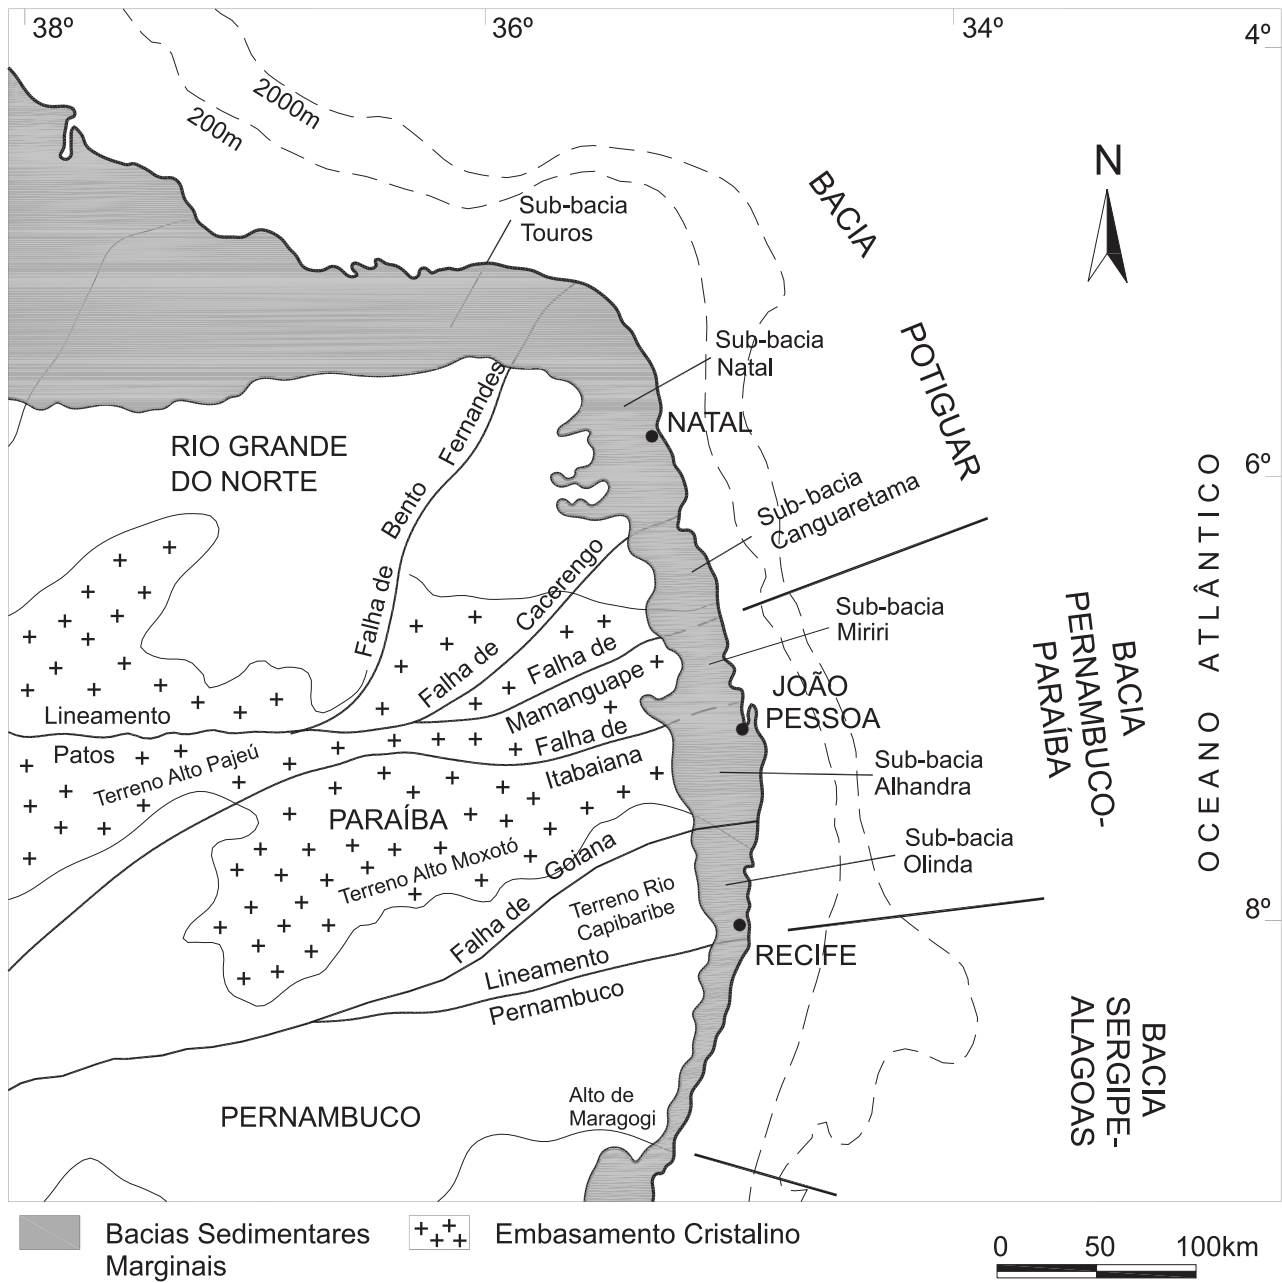 38º
36º
34º
4º
2000m
200m
N
BACIA
POTIGUAR
Sub-bacia
Touros
Sub-bacia
Natal
NATAL
RIO GRANDE
DO NORTE
6º
Sub-bacia
Canguaretama
Falha de Bento Fernandes
Falha de Cacerengo
Sub-bacia
Miriri
Falha de
Mamanguape
OCEANO ATLÂNTICO
BACIA
PERNAMBUCO-
PARAÍBA
JOÃO
PESSOA
Lineamento
Patos
Falha de
Itabaiana
Terreno Alto Pajeú
Sub-bacia
Alhandra
PARAÍBA
Terreno Alto Moxotó
Falha de Goiana
Sub-bacia
Olinda
Terreno Rio
Capibaribe
8º
RECIFE
Lineamento
Pernambuco
BACIA
SERGIPE-
ALAGOAS
PERNAMBUCO
Alto de
Maragogi
Bacias Sedimentares
Marginais
Embasamento Cristalino
0 50 100km